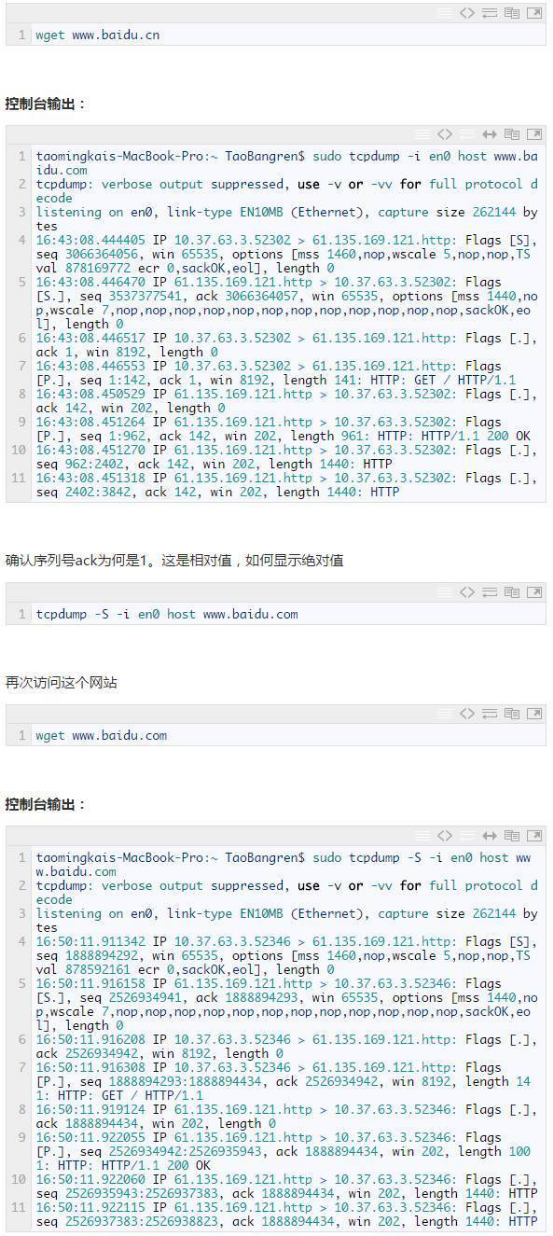 1 wget www.baidu.cn
控制台输出：
1 taomingkais-MacBook-Pro:~ TaoBangren$ sudo tcpdump -i en0 host www.ba
idu.com
2 tcpdump: verbose output suppressed, use -v or -vv for full protocol d
ecode
3 listening on en0, link-type EN10MB (Ethernet), capture size 262144 by
tes
4 16:43:08.444405 IP 10.37.63.3.52302 > 61.135.169.121.http: Flags [S],
seq 3066364056, win 65535, options [mss 1460,nop,wscale 5,nop,nop,TS
val 878169772 ecr 0,sackOK,eol], length 0
5 16:43:08.446470 IP 61.135.169.121.http > 10.37.63.3.52302: Flags
[S.], seq 3537377541, ack 3066364057, win 65535, options [mss 1440,no
p,wscale 7,nop,nop,nop,nop,nop,nop,nop,nop,nop,nop,nop,nop,sackOK,eo
l], length 0
6 16:43:08.446517 IP 10.37.63.3.52302 > 61.135.169.121.http: Flags [.],
ack 1, win 8192, length 0
7 16:43:08.446553 IP 10.37.63.3.52302 > 61.135.169.121.http: Flags
[P.], seq 1:142, ack 1, win 8192, length 141: HTTP: GET / HTTP/1.1
8 16:43:08.450529 IP 61.135.169.121.http > 10.37.63.3.52302: Flags [.],
ack 142, win 202, length 0
9 16:43:08.451264 IP 61.135.169.121.http > 10.37.63.3.52302: Flags
[P.], seq 1:962, ack 142, win 202, length 961: HTTP: HTTP/1.1 200 OK
10 16:43:08.451270 IP 61.135.169.121.http > 10.37.63.3.52302: Flags [.],
seq 962:2402, ack 142, win 202, length 1440: HTTP
11 16:43:08.451318 IP 61.135.169.121.http > 10.37.63.3.52302: Flags [.],
seq 2402:3842, ack 142, win 202, length 1440: HTTP
确认序列号ack为何是1。这是相对值，如何显示绝对值
1 tcpdump -S -i en0 host www.baidu.com
再次访问这个网站
1 wget www.baidu.com
控制台输出：
1 taomingkais-MacBook-Pro:~ TaoBangren$ sudo tcpdump -S -i en0 host ww
w.baidu.com
2 tcpdump: verbose output suppressed, use -v or -vv for full protocol d
ecode
3 listening on en0, link-type EN10MB (Ethernet), capture size 262144 by
tes
4 16:50:11.911342 IP 10.37.63.3.52346 > 61.135.169.121.http: Flags [S],
seq 1888894292, win 65535, options [mss 1460,nop,wscale 5,nop,nop,TS
val 878592161 ecr 0,sackOK,eol], length 0
5 16:50:11.916158 IP 61.135.169.121.http > 10.37.63.3.52346: Flags
[S.], seq 2526934941, ack 1888894293, win 65535, options [mss 1440,no
p,wscale 7,nop,nop,nop,nop,nop,nop,nop,nop,nop,nop,nop,nop,sackOK,eo
l], length 0
6 16:50:11.916208 IP 10.37.63.3.52346 > 61.135.169.121.http: Flags [.],
ack 2526934942, win 8192, length 0
7 16:50:11.916308 IP 10.37.63.3.52346 > 61.135.169.121.http: Flags
[P.], seq 1888894293:1888894434, ack 2526934942, win 8192, length 14
1: HTTP: GET / HTTP/1.1
8 16:50:11.919124 IP 61.135.169.121.http > 10.37.63.3.52346: Flags [.],
ack 1888894434, win 202, length 0
9 16:50:11.922055 IP 61.135.169.121.http > 10.37.63.3.52346: Flags
[P.], seq 2526934942:2526935943, ack 1888894434, win 202, length 100
1: HTTP: HTTP/1.1 200 OK
10 16:50:11.922060 IP 61.135.169.121.http > 10.37.63.3.52346: Flags [.],
seq 2526935943:2526937383, ack 1888894434, win 202, length 1440: HTTP
11 16:50:11.922115 IP 61.135.169.121.http > 10.37.63.3.52346: Flags [.],
seq 2526937383:2526938823, ack 1888894434, win 202, length 1440: HTTP